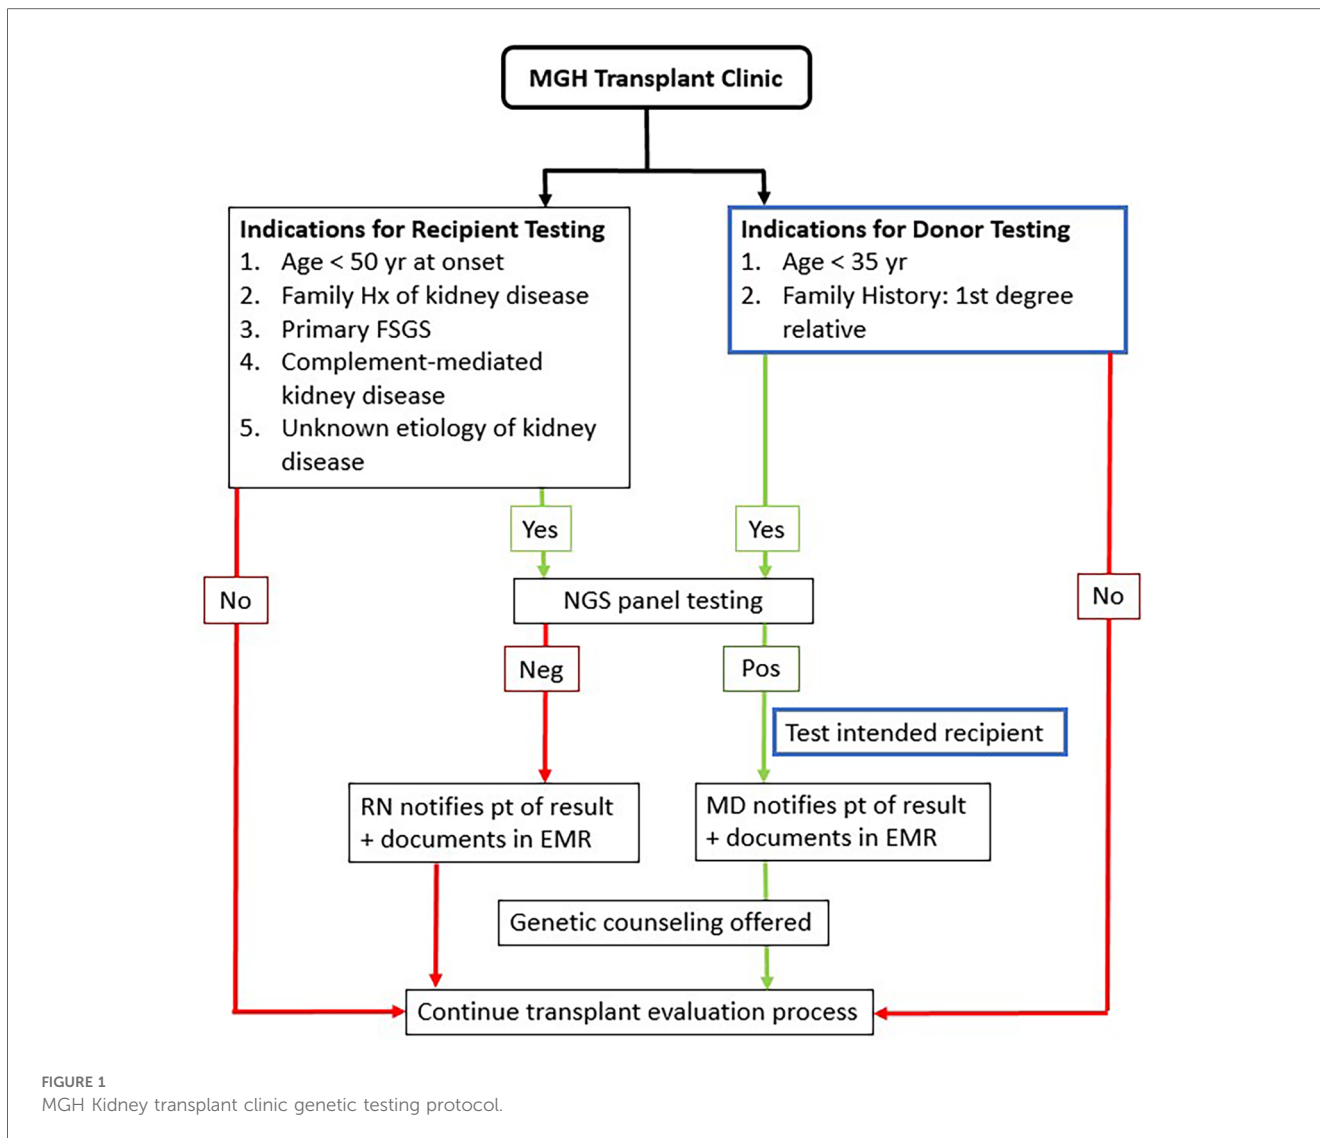 MGH Transplant Clinic
Indications for Recipient Testing
1. Age < 50 yr at onset
2. Family Hx of kidney disease
3. Primary FSGS
4. Complement-mediated
kidney disease
5. Unknown etiology of kidney
disease
Indications for Donor Testing
1. Age < 35 yr
2. Family History: 1st degree
relative
Yes
Yes
No
NGS panel testing
No
Neg
Pos
Test intended recipient
RN notifies pt of result
+ documents in EMR
MD notifies pt of result
+ documents in EMR
Genetic counseling offered
Continue transplant evaluation process
FIGURE 1
MGH Kidney transplant clinic genetic testing protocol.